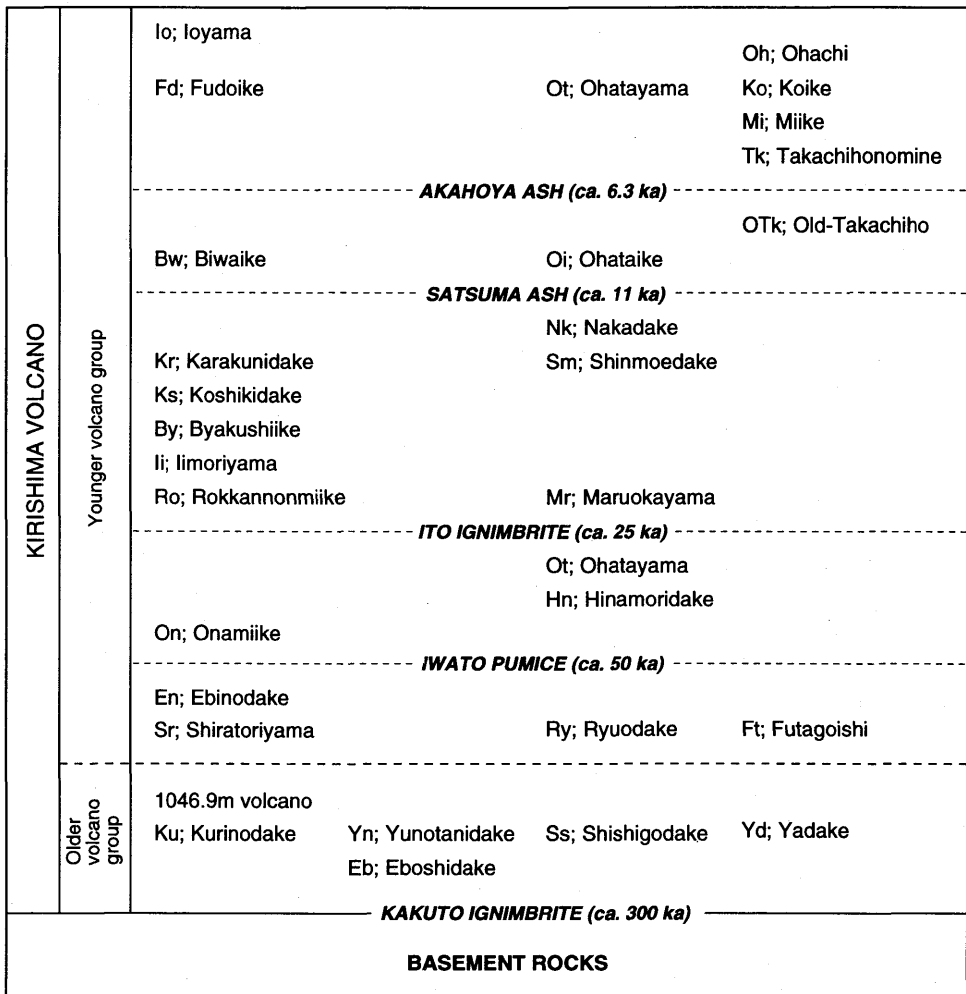 Io; Ioyama
Oh; Ohachi
Fd; Fudoike
Ot; Ohatayama
Ko; Koike
Mi; Miike
Tk; Takachihonomine
AKAHOYA ASH (ca. 6.3 ka)
OTk; Old-Takachiho
Bw; Biwaike
Oi; Ohataike
SATSUMA ASH (ca. 11 ka)
Nk; Nakadake
Kr; Karakunidake
Sm; Shinmoedake
Ks; Koshikidake
By; Byakushiike
Ii; Iimoriyama
Ro; Rokkannonmiike
Mr; Maruokayama
ITO IGNIMBRITE (ca. 25 ka)
Ot; Ohatayama
Hn; Hinamoridake
On; Onamiike
IWATO PUMICE (ca. 50 ka)
En; Ebinodake
Sr; Shiratoriyama
Ry; Ryuodake
Ft; Futagoishi
1046.9m volcano
Ku; Kurinodake
Yn; Yunotanidake
Ss; Shishigodake
Yd; Yadake
Eb; Eboshidake
KAKUTO IGNIMBRITE (ca. 300 ka)
BASEMENT ROCKS
KIRISHIMA VOLCANO
Younger volcano group
Older
volcano
group